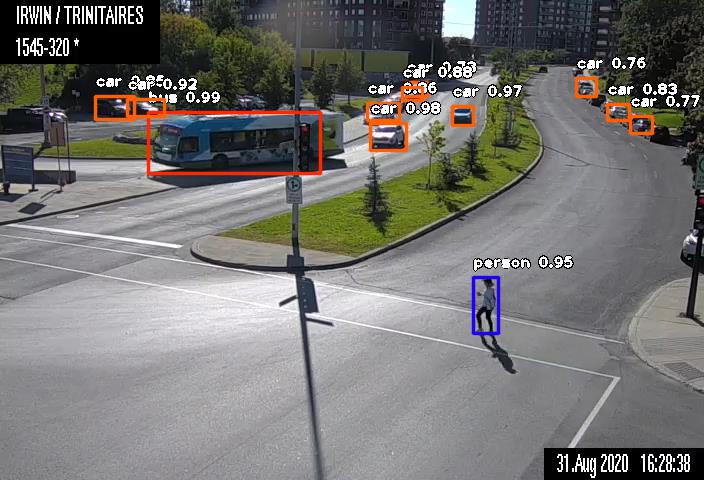 IRWIN / TRINITAIRES
1545-320 *
car 0.76
car 0.88
car 0.92
car 0.97
car 0.83
bus 0.99
car 0.98
car 0.77
person 0.95
31.Aug 2020 16:28:38